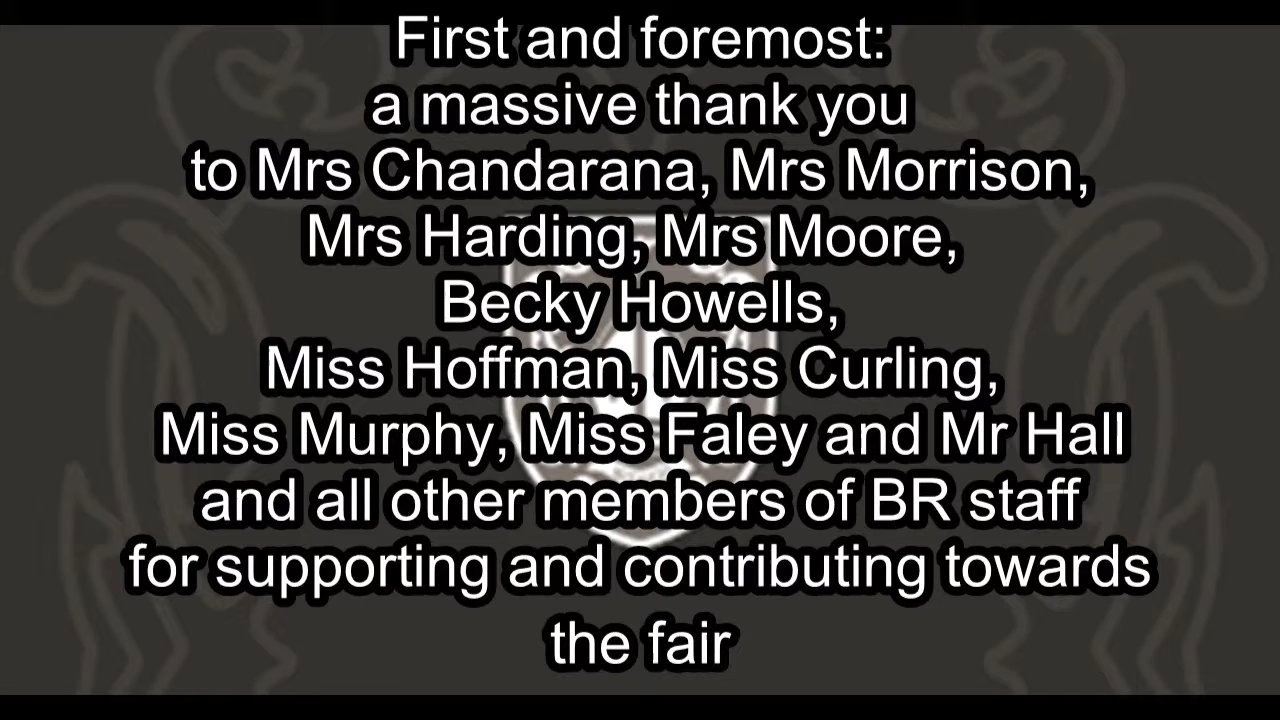 First and foremost:
a massive thank you
to Mrs Chandarana, Mrs Morrison,
Mrs Harding, Mrs Moore,
Becky Howells,
Miss Hoffman, Miss Curling,
Miss Murphy, Miss Faley and Mr Hall
and all other members of BR staff
for supporting and contributing towards
the fair